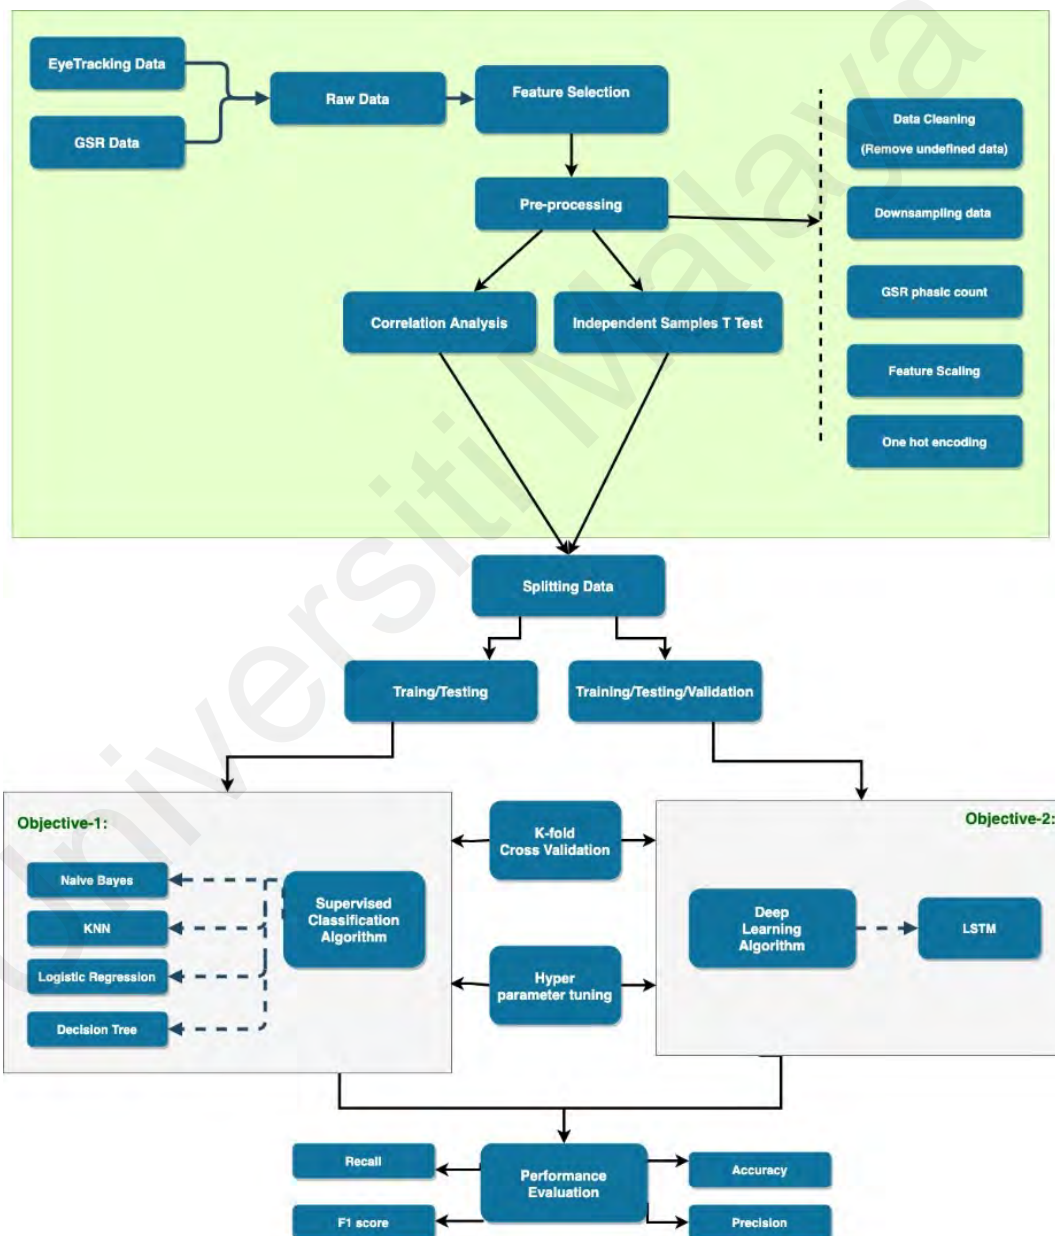 EyeTracking Data
GSR Data
Raw Data
Feature Selection
Pre-processing
Data Cleaning
(Remove undefined data)
Downsampling data
GSR phasic count
Feature Scaling
One hot encoding
Correlation Analysis
Independent Samples T Test
Splitting Data
Traing/Testing
Training/Testing/Validation
Objective-1:
Naive Bayes
KNN
Logistic Regression
Decision Tree
Supervised
Classification
Algorithm
K-fold
Cross Validation
Hyper
parameter tuning
Objective-2:
Deep
Learning
Algorithm
LSTM
Performance
Evaluation
Recall
F1 score
Accuracy
Precision
Universiti Malaya